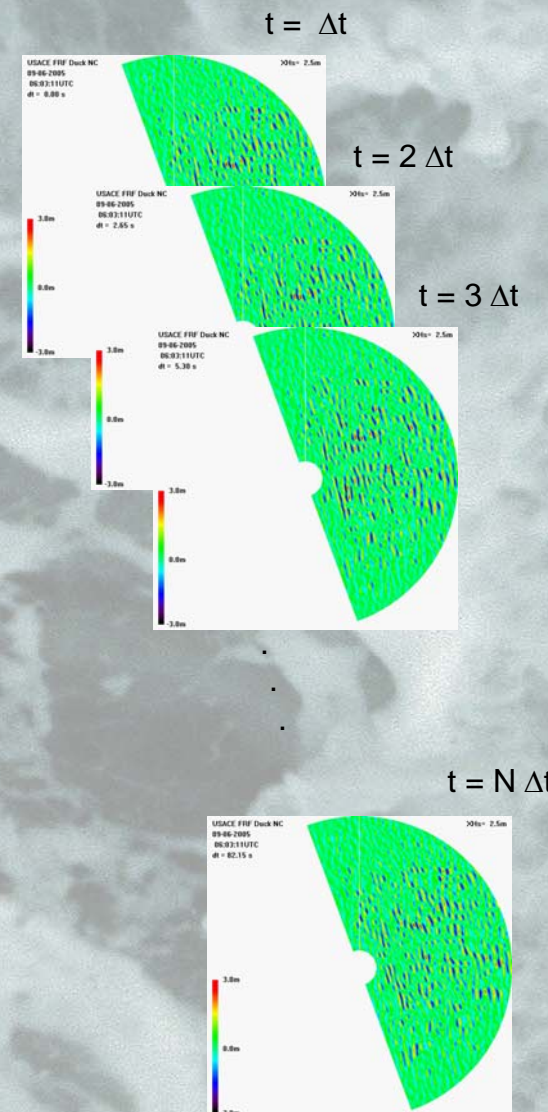 t = Δt
USACE FRF Duck NC
09-06-2005
06:03:11UTC
dt = 0.00 s
XHs= 2.5m
3.0m
0.0m
-3.0m
t = 2 Δt
USACE FRF Duck NC
09-06-2005
06:03:11UTC
dt = 2.65 s
XHs= 2.5m
3.0m
0.0m
-3.0m
t = 3 Δt
USACE FRF Duck NC
09-06-2005
06:03:11UTC
dt = 5.30 s
XHs= 2.5m
3.0m
0.0m
-3.0m
.
.
.
t = N Δt
USACE FRF Duck NC
09-06-2005
06:03:11UTC
dt = 82.15 s
XHs= 2.5m
3.0m
0.0m